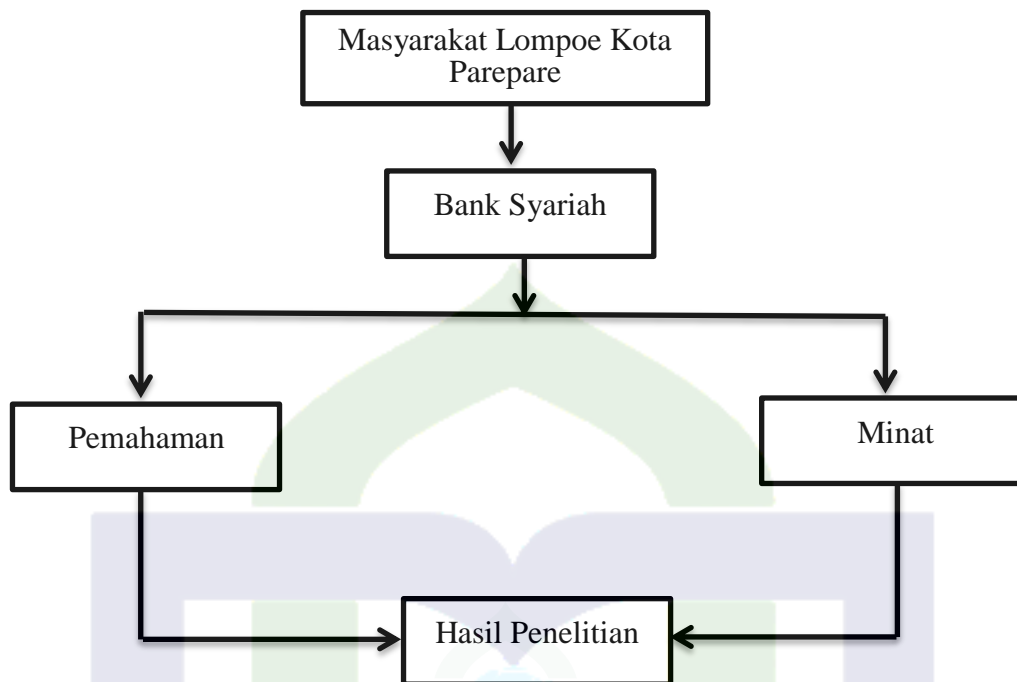 Masyarakat Lompoe Kota
Parepare
Bank Syariah
Pemahaman
Minat
Hasil Penelitian